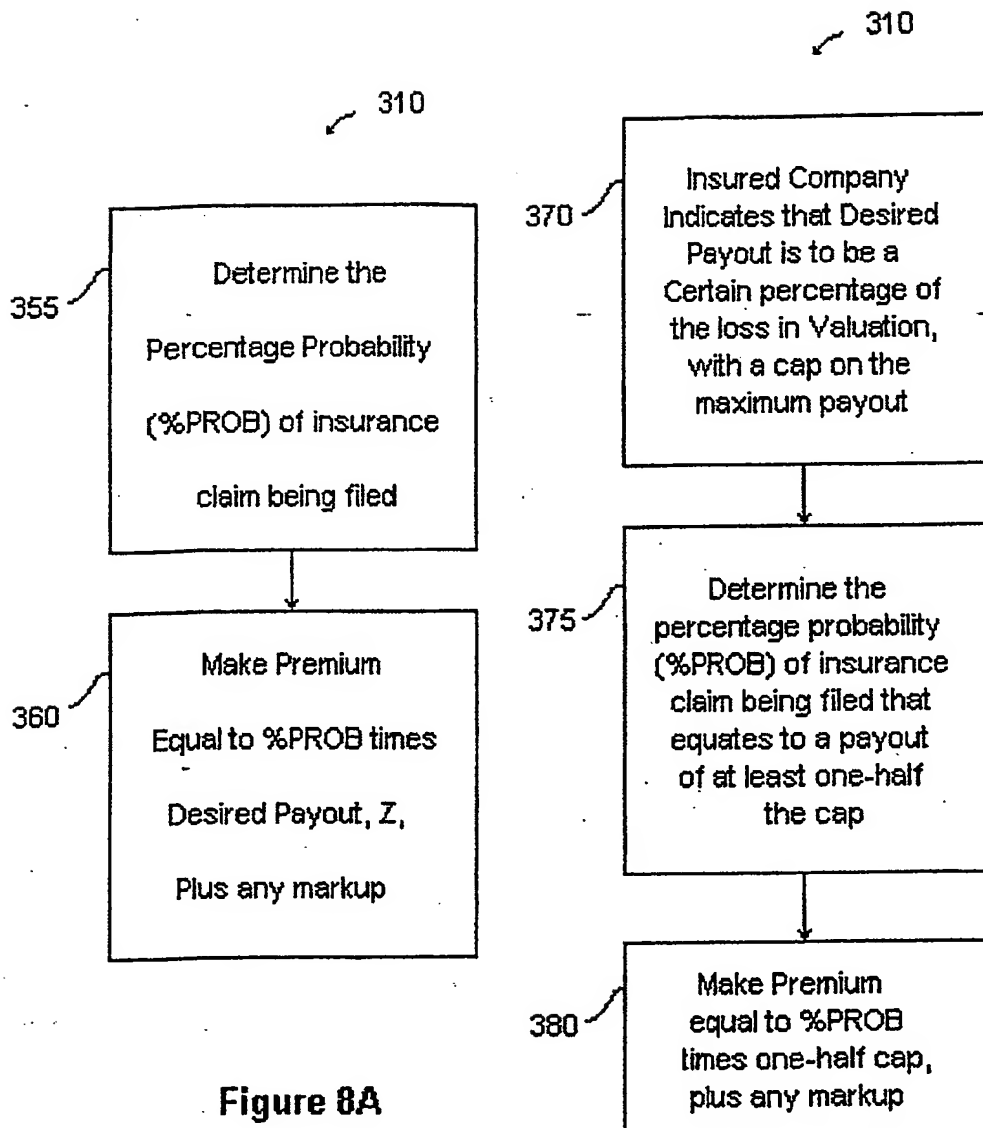 310
355
Determine the
Percentage Probability
(%PROB) of insurance
claim being filed
360
Make Premium
Equal to %PROB times
Desired Payout, Z,
Plus any markup
Figure 8A
310
370
Insured Company
Indicates that Desired
Payout is to be a
Certain percentage of
the loss in Valuation,
with a cap on the
maximum payout
375
Determine the
percentage probability
(%PROB) of insurance
claim being filed that
equates to a payout
of at least one-half
the cap
380
Make Premium
equal to %PROB
times one-half cap,
plus any markup